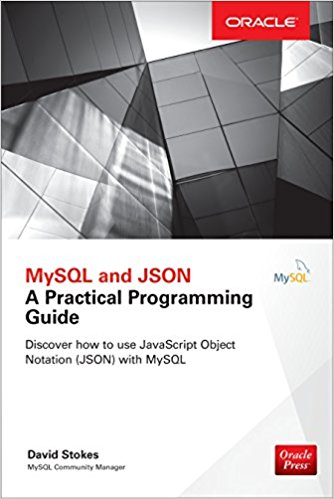 ORACLE
MySQL and JSON
A Practical Programming
Guide
MySQL
Discover how to use JavaScript Object
Notation (JSON) with MySQL
David Stokes
MySQL Community Manager
Oracle
Press